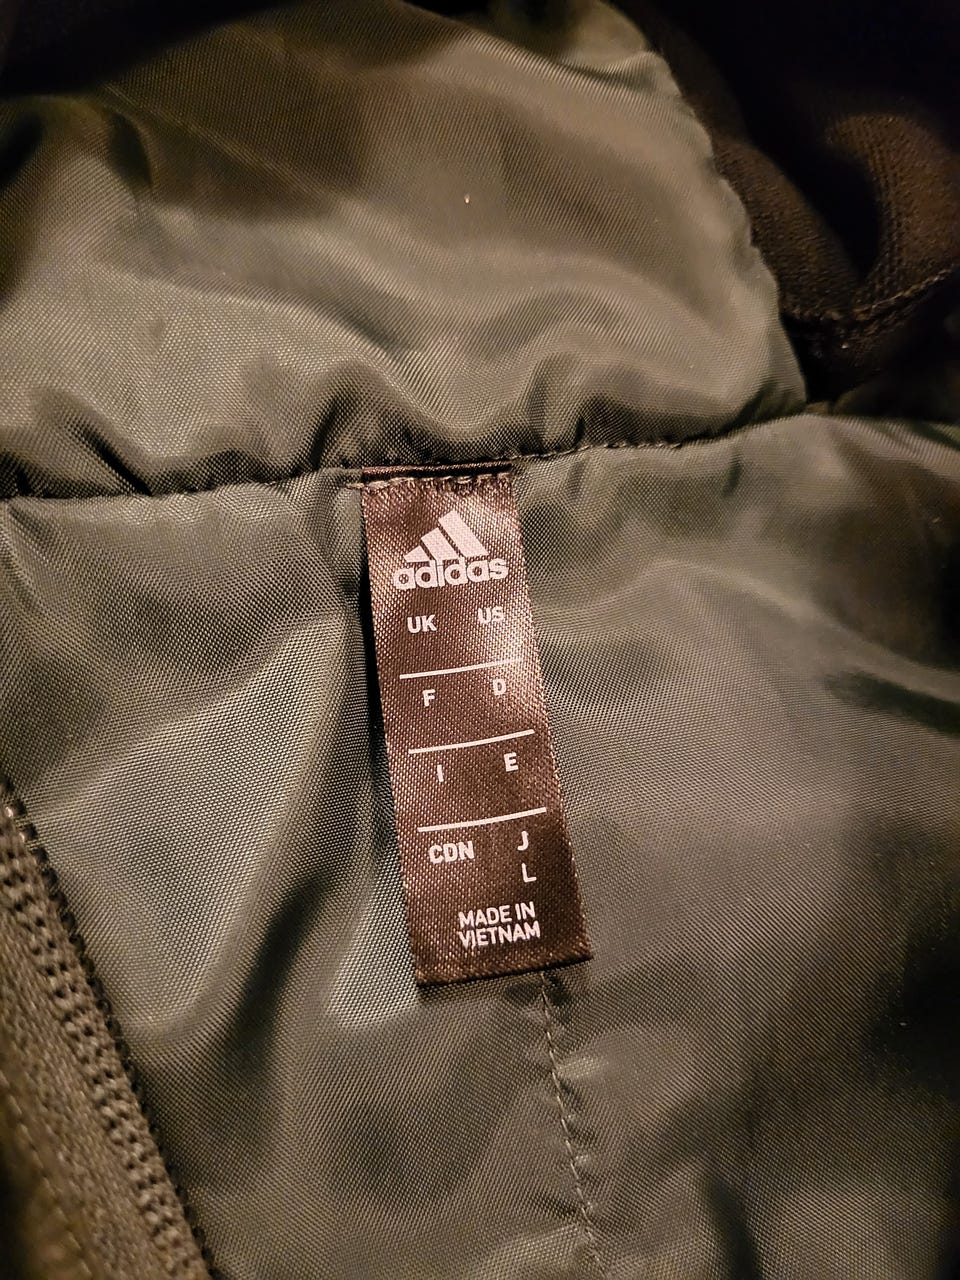 adidas
UK US
F D
I E
CDN J
L
MADE IN
VIETNAM